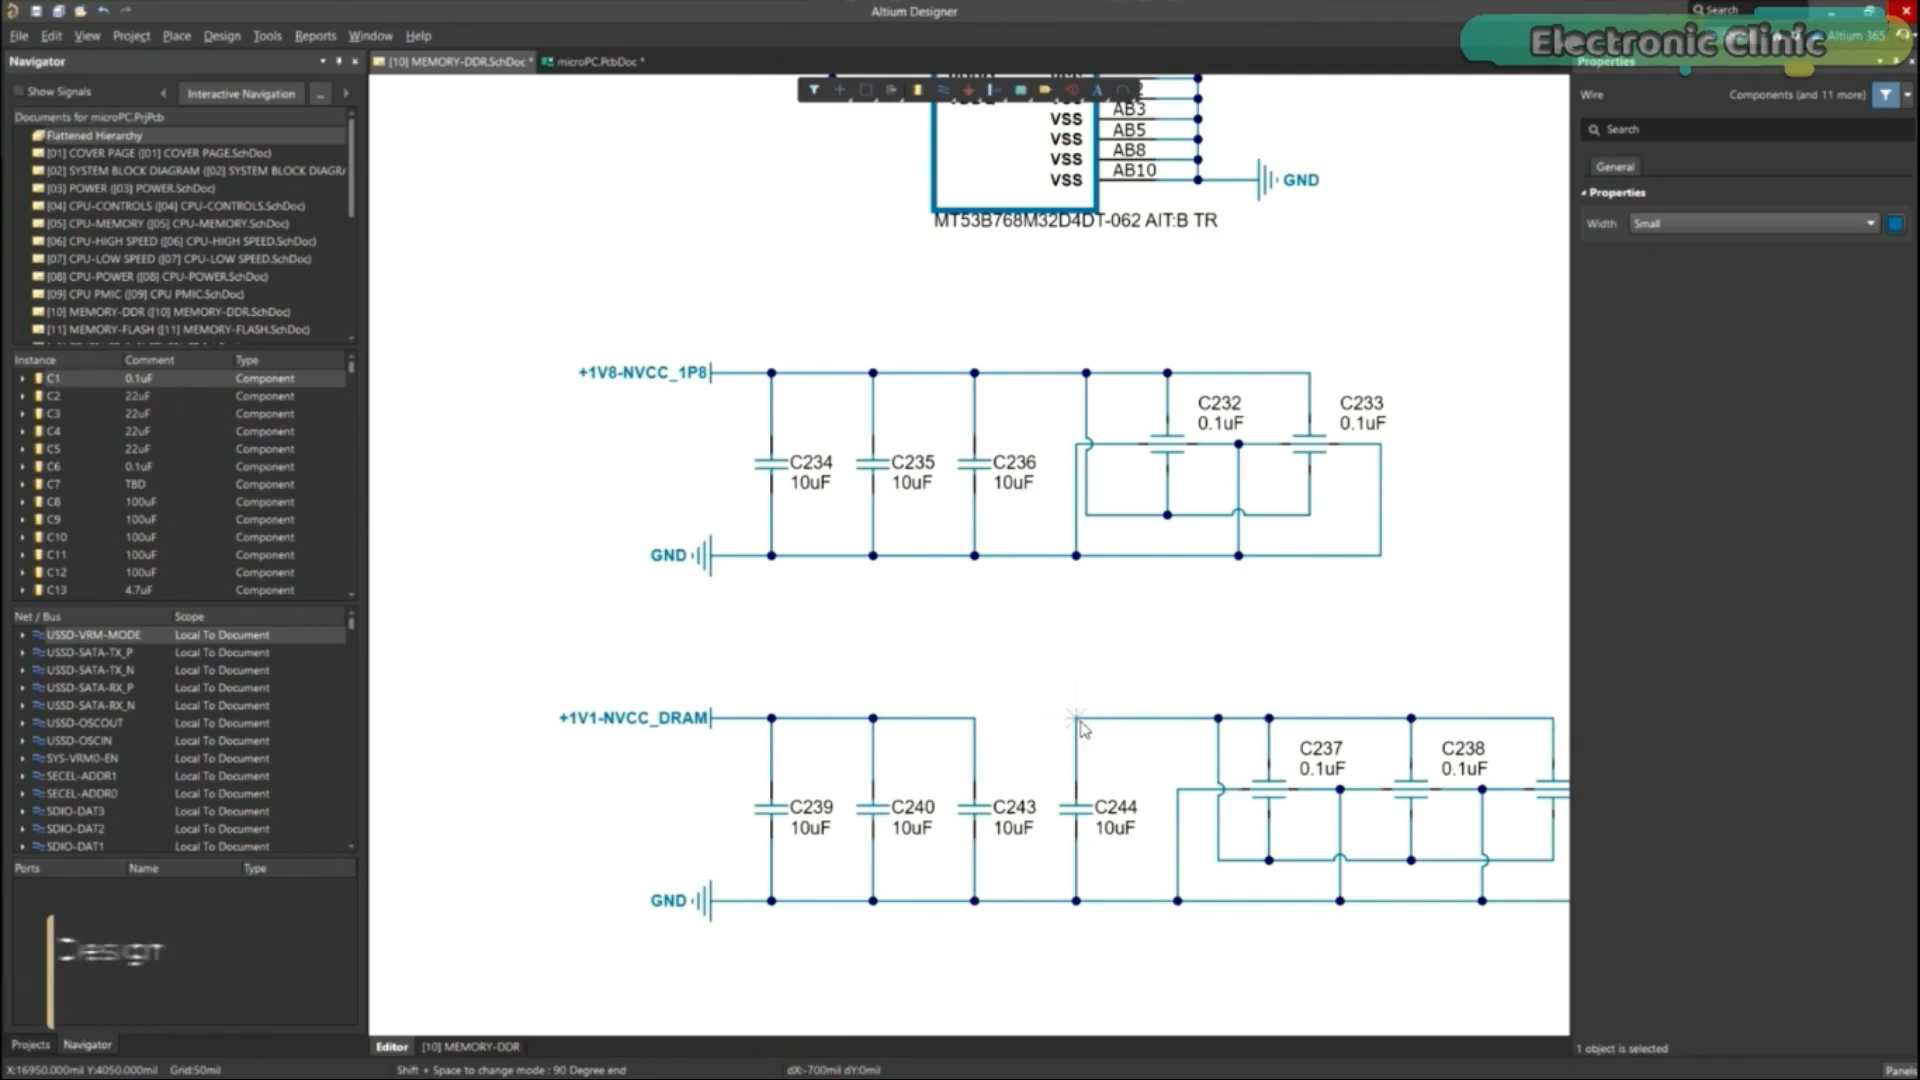 Altium Designer
Search
Electronic Clinic
File Edit View Project Place Design Tools Reports Window Help
Altium 365
Navigator
[10] MEMORY-DDR.SchDoc *
microPC.PcbDoc *
Properties
Show Signals
Interactive Navigation
...
Wire
Components (and 11 more)
Search
General
Properties
Width
Small
Documents for microPC.PrjPcb
Flattened Hierarchy
[01] COVER PAGE ([01] COVER PAGE.SchDoc)
[02] SYSTEM BLOCK DIAGRAM ([02] SYSTEM BLOCK DIAGR
[03] POWER ([03] POWER.SchDoc)
[04] CPU-CONTROLS ([04] CPU-CONTROLS.SchDoc)
[05] CPU-MEMORY ([05] CPU-MEMORY.SchDoc)
[06] CPU-HIGH SPEED ([06] CPU-HIGH SPEED.SchDoc)
[07] CPU-LOW SPEED ([07] CPU-LOW SPEED.SchDoc)
[08] CPU-POWER ([08] CPU-POWER.SchDoc)
[09] CPU PMIC ([09] CPU PMIC.SchDoc)
[10] MEMORY-DDR ([10] MEMORY-DDR.SchDoc)
[11] MEMORY-FLASH ([11] MEMORY-FLASH.SchDoc)
Instance Comment Type
C1 0.1uF Component
C2 22uF Component
C3 22uF Component
C4 22uF Component
C5 22uF Component
C6 0.1uF Component
C7 TBD Component
C8 100uF Component
C9 100uF Component
C10 100uF Component
C11 100uF Component
C12 100uF Component
C13 4.7uF Component
Net / Bus Scope
USSD-VRM-MODE Local To Document
USSD-SATA-TX_P Local To Document
USSD-SATA-TX_N Local To Document
USSD-SATA-RX_P Local To Document
USSD-SATA-RX_N Local To Document
USSD-OSCOUT Local To Document
USSD-OSCIN Local To Document
SYS-VRM0-EN Local To Document
SECEL-ADDR1 Local To Document
SECEL-ADDR0 Local To Document
SDIO-DAT3 Local To Document
SDIO-DAT2 Local To Document
SDIO-DAT1 Local To Document
Ports Name Type
Design
Projects Navigator
VSS AB3
VSS AB5
VSS AB8
VSS AB10
GND
MT53B768M32D4DT-062 AIT:B TR
+1V8-NVCC_1P8
C232
0.1uF
C233
0.1uF
C234
10uF
C235
10uF
C236
10uF
GND
+1V1-NVCC_DRAM
C237
0.1uF
C238
0.1uF
C239
10uF
C240
10uF
C243
10uF
C244
10uF
GND
Editor [10] MEMORY-DDR
1 object is selected
X:16950.000mil Y:4050.000mil Grid:50mil
Shift + Space to change mode : 90 Degree end
dX:-700mil dY:0mil
Panels